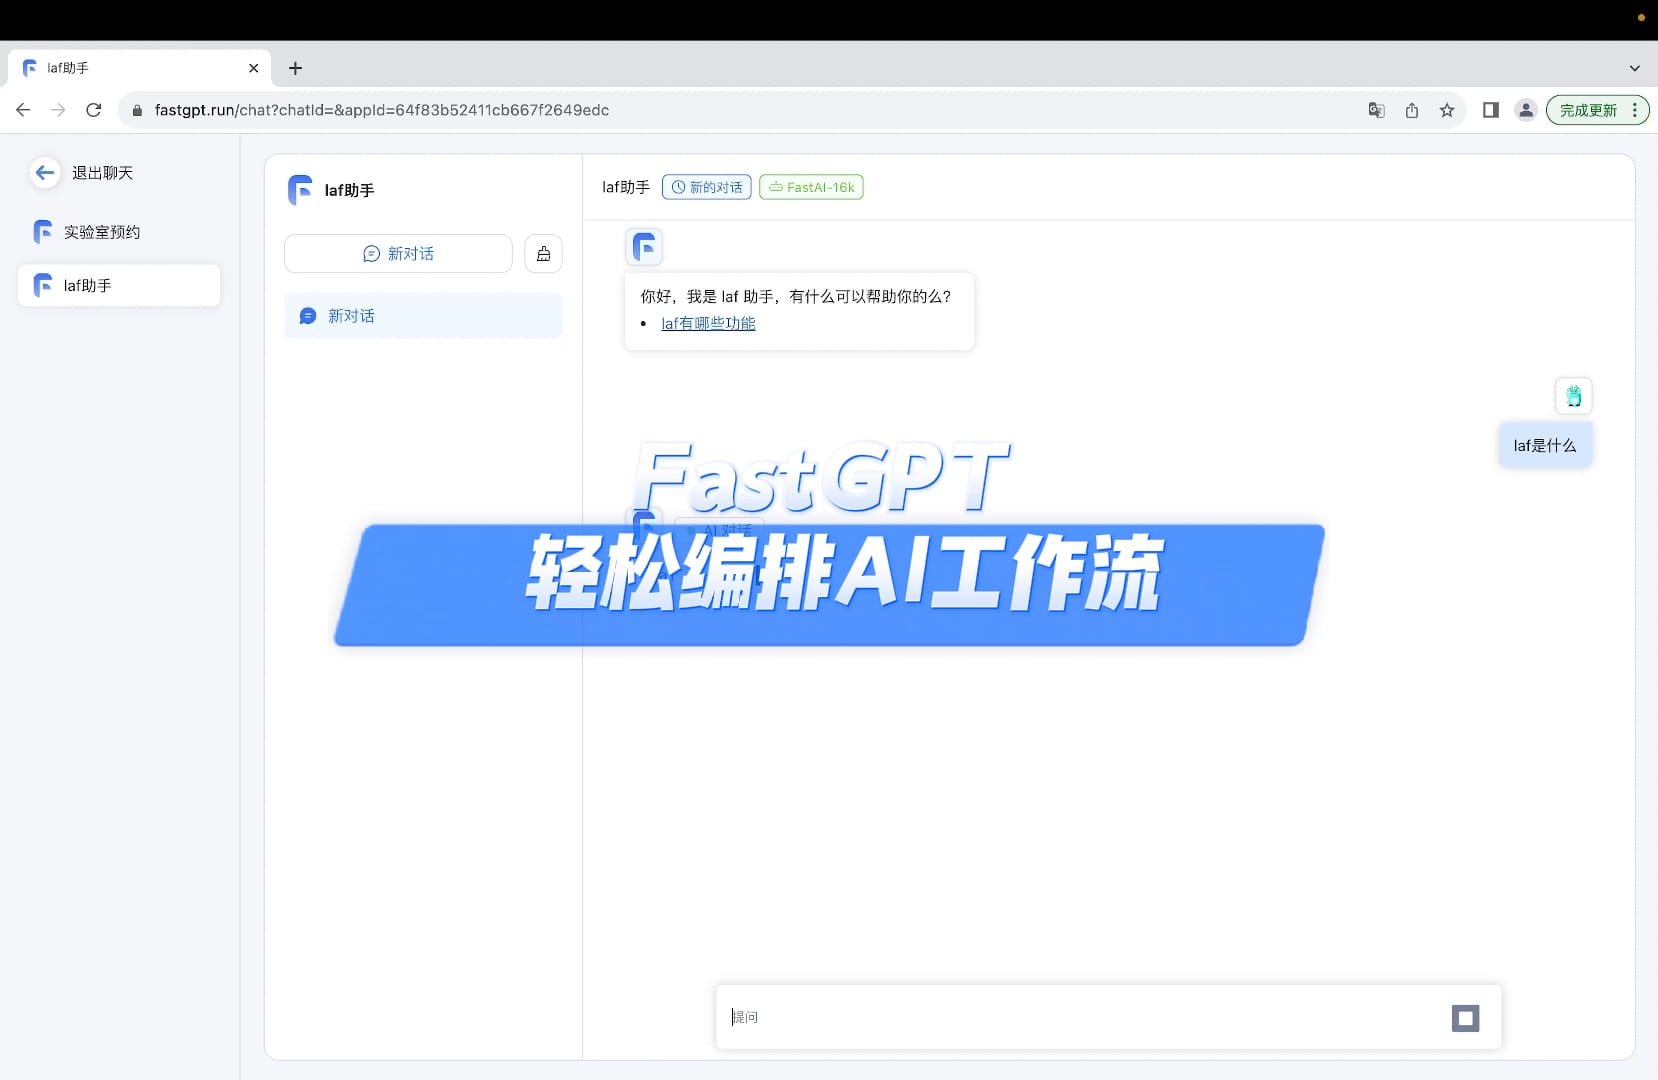 laf助手
fastgpt.run/chat?chatId=&appId=64f83b52411cb667f2649edc
完成更新
退出聊天
实验室预约
laf助手
laf助手
新对话
新对话
laf助手 新的对话 FastAI-16k
你好，我是 laf 助手，有什么可以帮助你的么？
• laf有哪些功能
laf是什么
FastGPT
AI 对话
轻松编排AI工作流
提问